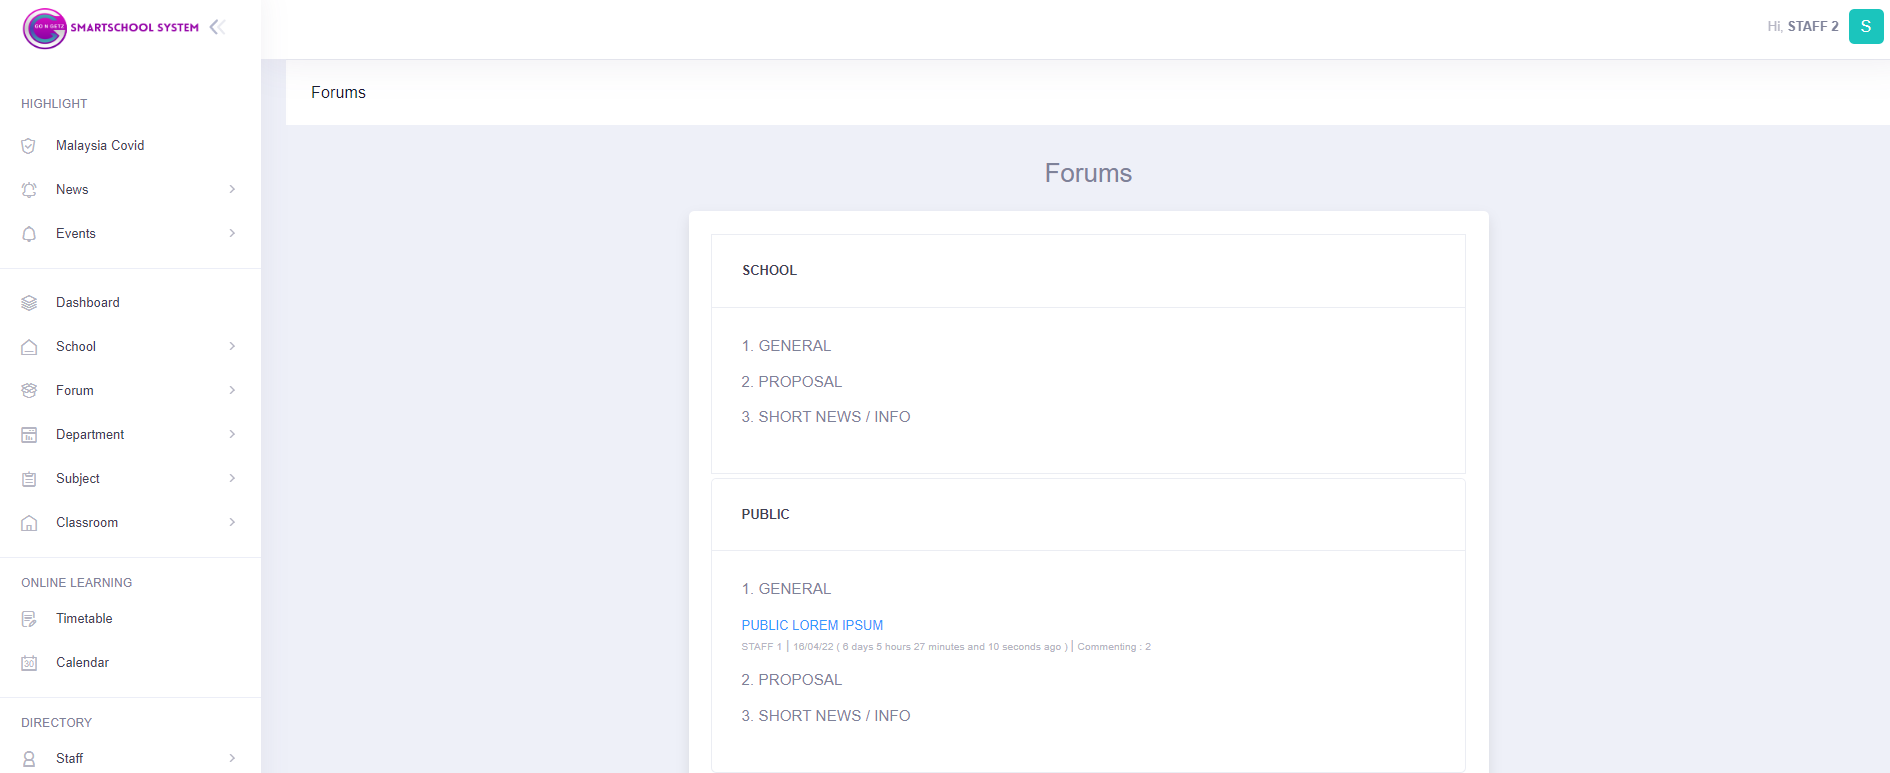 GO N GETZ
SMARTSCHOOL SYSTEM
Hi, STAFF 2
S
HIGHLIGHT
Malaysia Covid
News
Events
Dashboard
School
Forum
Department
Subject
Classroom
ONLINE LEARNING
Timetable
30
Calendar
DIRECTORY
Staff
Forums
Forums
SCHOOL
1. GENERAL
2. PROPOSAL
3. SHORT NEWS / INFO
PUBLIC
1. GENERAL
PUBLIC LOREM IPSUM
STAFF 1 | 16/04/22 ( 6 days 5 hours 27 minutes and 10 seconds ago ) | Commenting : 2
2. PROPOSAL
3. SHORT NEWS / INFO